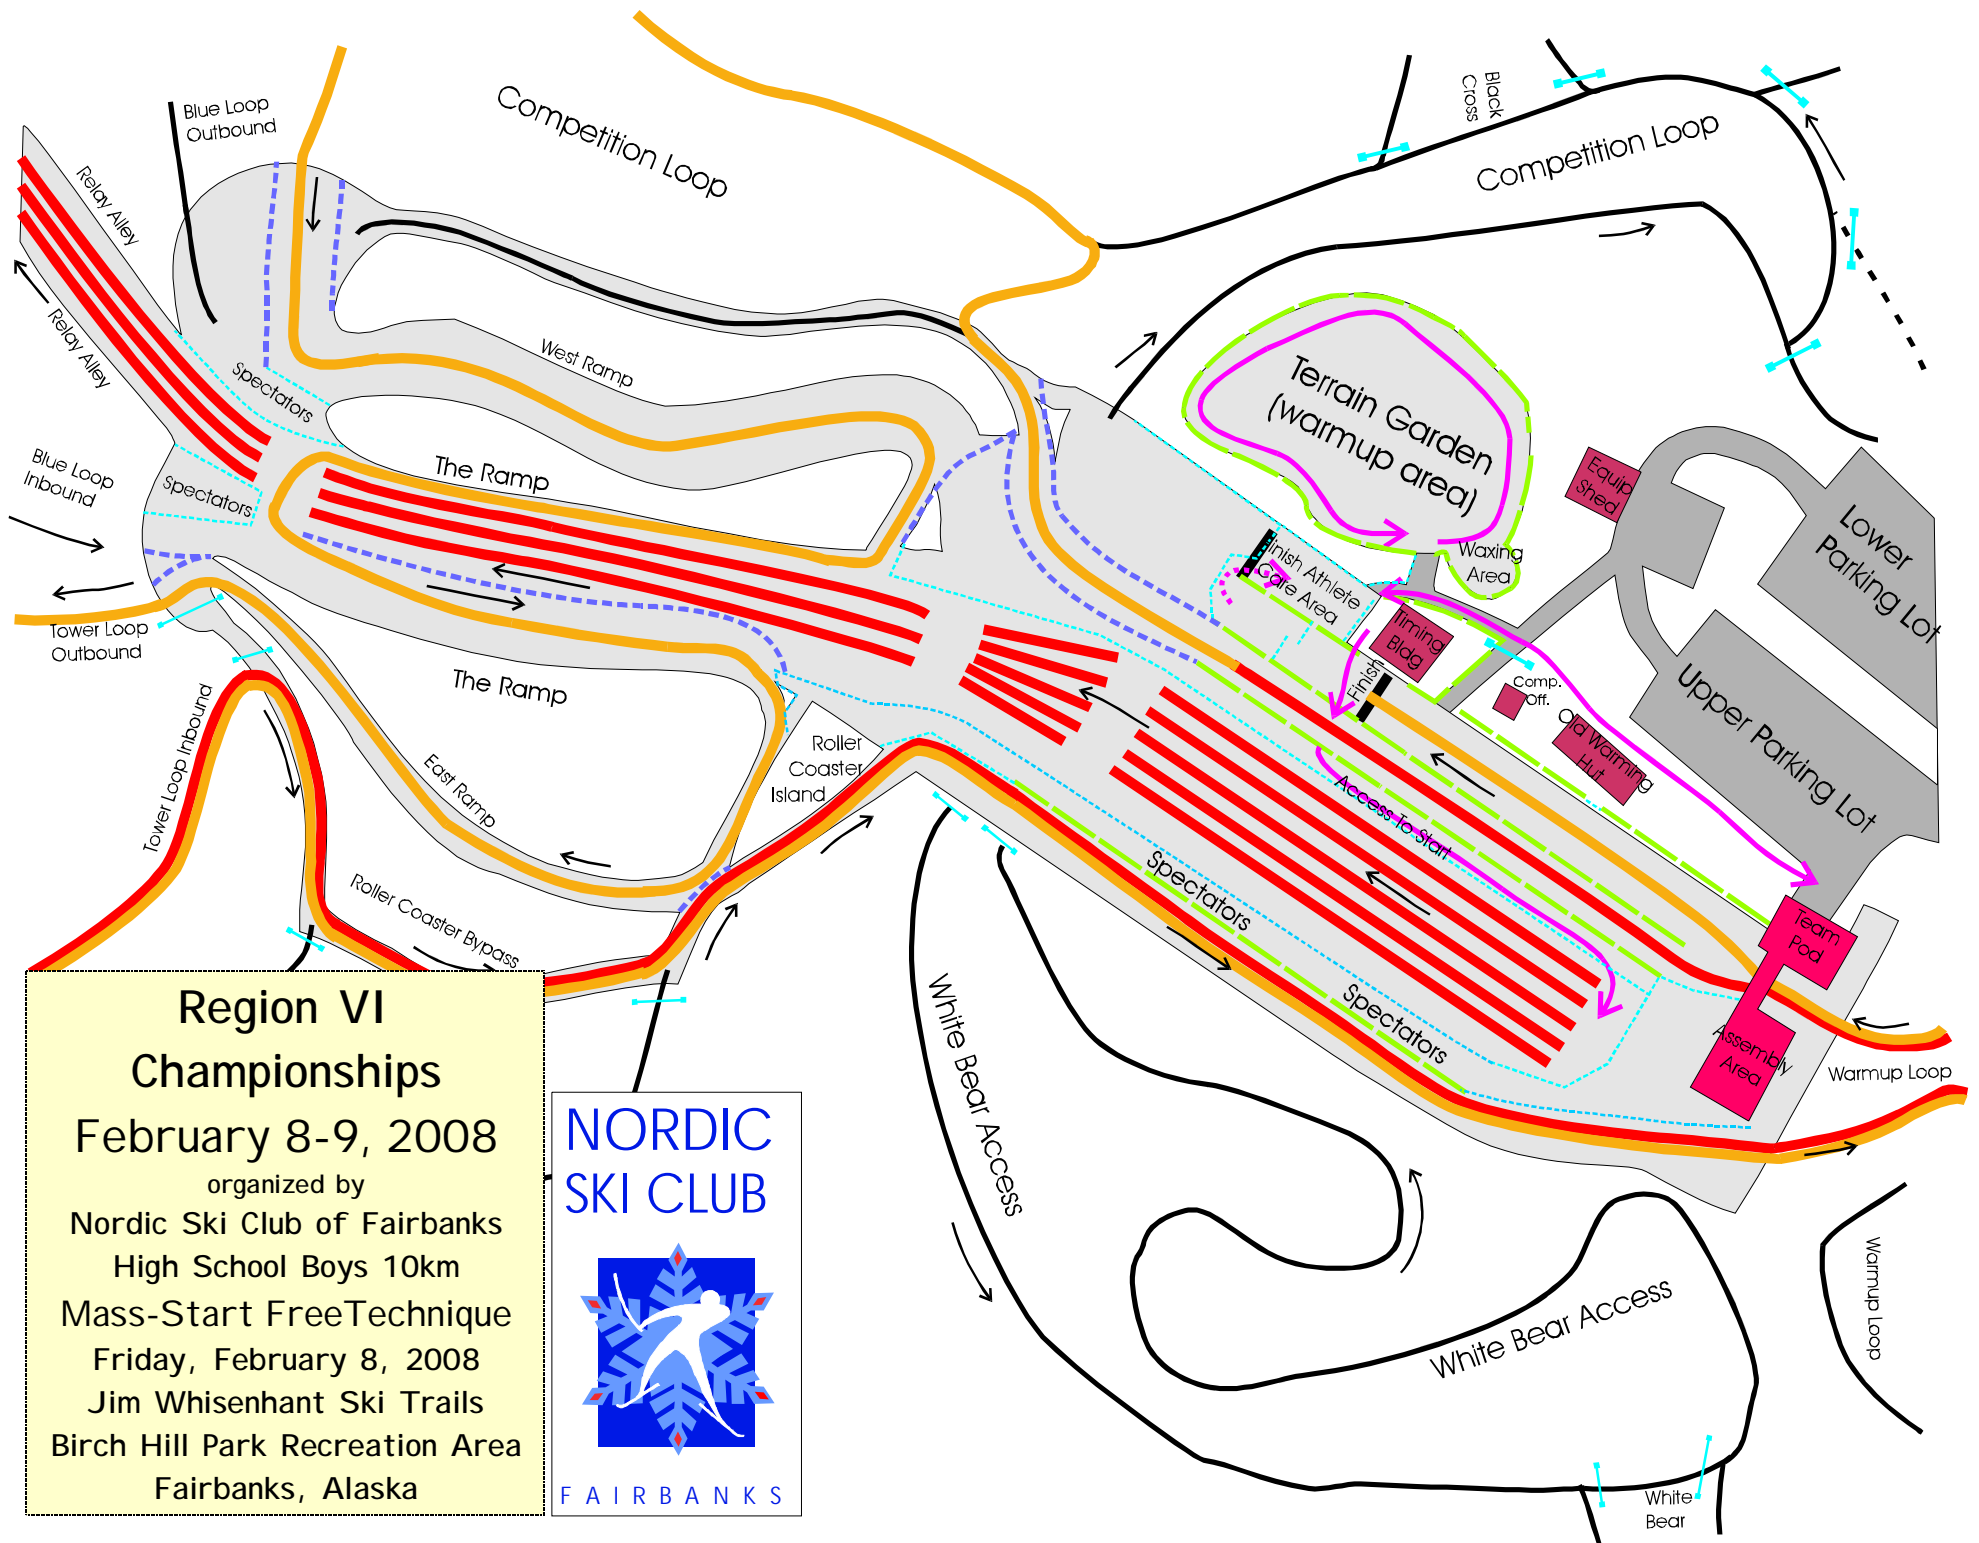 Blue Loop
Outbound
Competition Loop
Black
Cross
Competition Loop
Relay Alley
Relay Alley
Spectators
West Ramp
Terrain Garden
(warmup area)
Blue Loop
Inbound
Spectators
The Ramp
Equip
Shed
Lower
Parking Lot
Waxing
Area
Finish Athlete
Care Area
Timing
Bldg
Tower Loop
Outbound
The Ramp
Finish
Comp.
Off.
Old Warming
Hut
Upper Parking Lot
Tower Loop Inbound
East Ramp
Roller
Coaster
Island
Access To Start
Spectators
Roller Coaster Bypass
Team
Pod
Spectators
Assembly
Area
Warmup Loop
White Bear Access
Region VI
Championships
February 8-9, 2008
organized by
Nordic Ski Club of Fairbanks
High School Boys 10km
Mass-Start FreeTechnique
Friday, February 8, 2008
Jim Whisenhant Ski Trails
Birch Hill Park Recreation Area
Fairbanks, Alaska
NORDIC
SKI CLUB
FAIRBANKS
White Bear Access
Warmup Loop
White
Bear